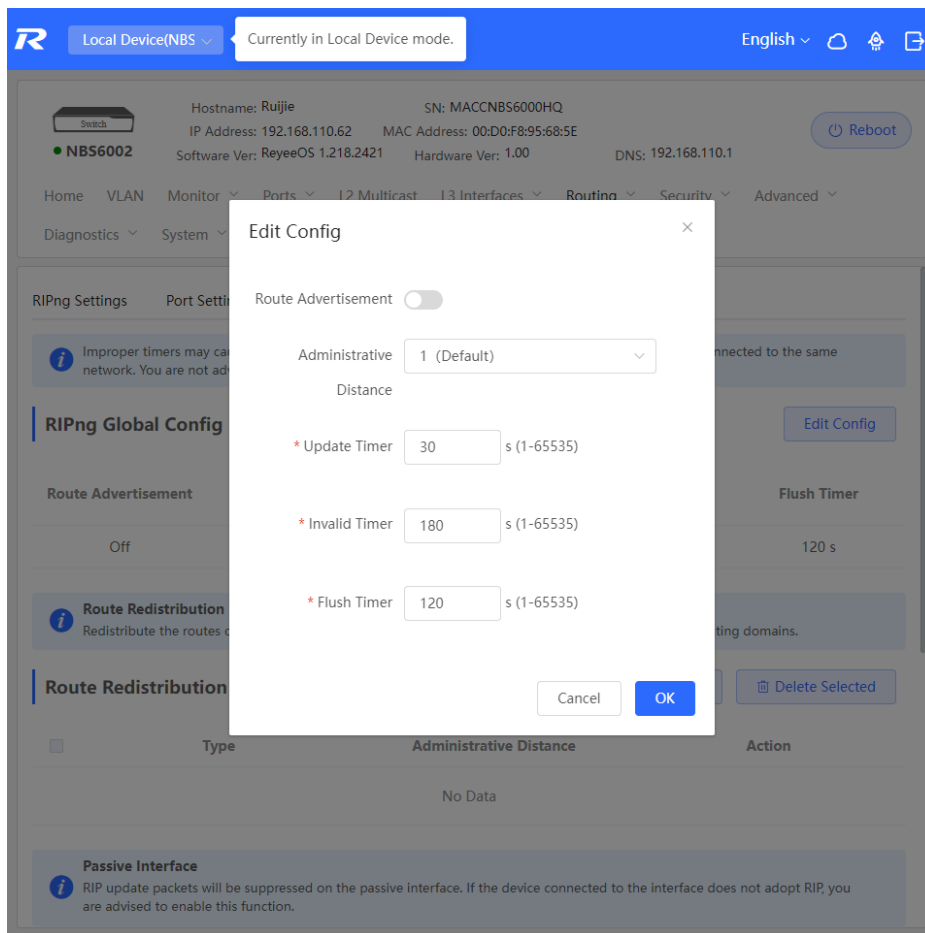 Local Device(NBS
Currently in Local Device mode.
English
Switch
NBS6002
Hostname: Ruijie
SN: MACCNBS6000HQ
IP Address: 192.168.110.62
MAC Address: 00:D0:F8:95:68:5E
Software Ver: ReyeeOS 1.218.2421
Hardware Ver: 1.00
DNS: 192.168.110.1
Reboot
Home VLAN Monitor Ports L2 Multicast L3 Interfaces Routing Security Advanced
Diagnostics System
Edit Config
Route Advertisement
Administrative Distance
1 (Default)
* Update Timer 30 s (1-65535)
* Invalid Timer 180 s (1-65535)
* Flush Timer 120 s (1-65535)
Cancel OK
RIPng Settings Port Setti
Improper timers may ca
nnected to the same
network. You are not ad
RIPng Global Config
Edit Config
Route Advertisement
Flush Timer
Off
120 s
Route Redistribution
Redistribute the routes
ting domains.
Route Redistribution
Delete Selected
Type Administrative Distance Action
No Data
Passive Interface
RIP update packets will be suppressed on the passive interface. If the device connected to the interface does not adopt RIP, you
are advised to enable this function.